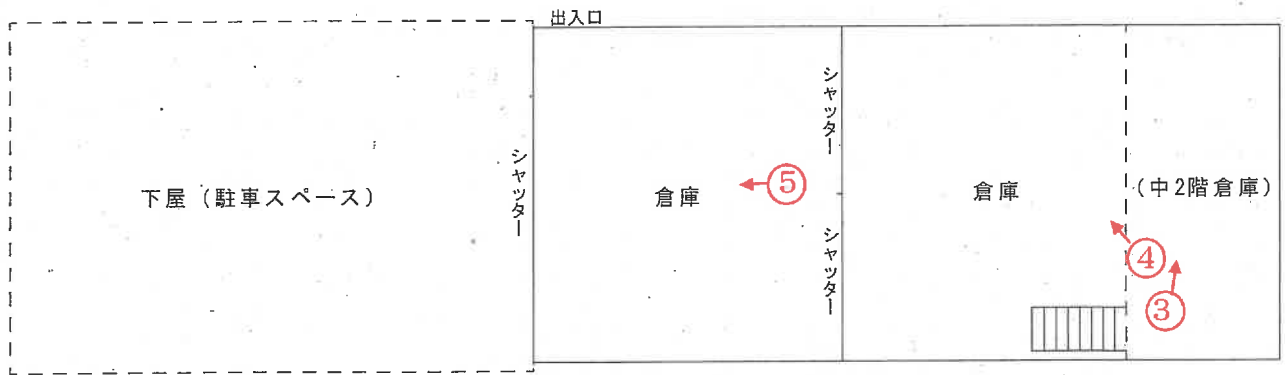 出入口
下屋（駐車スペース）
シャッター
倉庫
⑤
シャッター
シャッター
倉庫
④
③
(中2階倉庫)